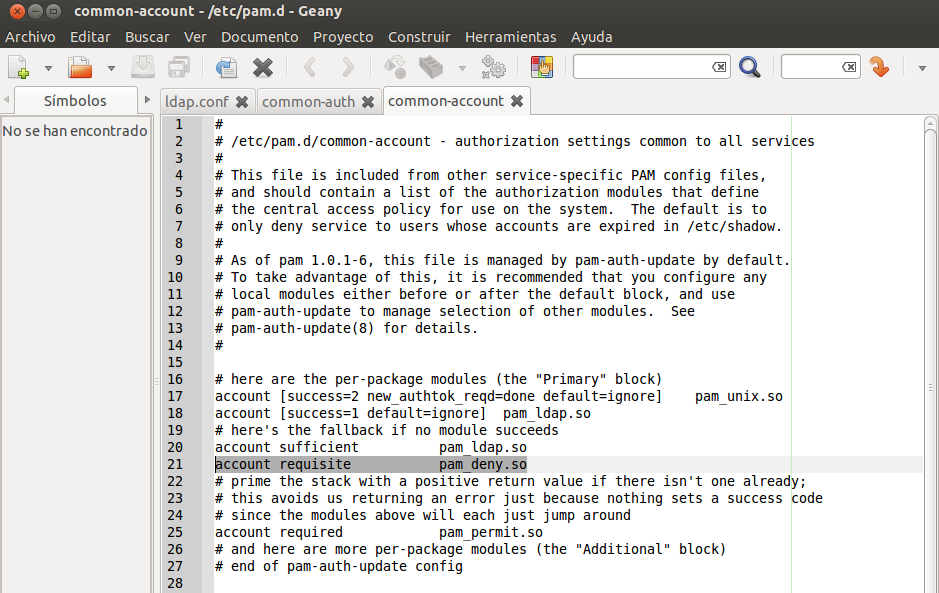 common-account - /etc/pam.d - Geany
Archivo Editar Buscar Ver Documento Proyecto Construir Herramientas Ayuda
Símbolos
ldap.conf common-auth common-account
No se han encontrado
1 #
2 # /etc/pam.d/common-account - authorization settings common to all services
3 #
4 # This file is included from other service-specific PAM config files,
5 # and should contain a list of the authorization modules that define
6 # the central access policy for use on the system.  The default is to
7 # only deny service to users whose accounts are expired in /etc/shadow.
8 #
9 # As of pam 1.0.1-6, this file is managed by pam-auth-update by default.
10 # To take advantage of this, it is recommended that you configure any
11 # local modules either before or after the default block, and use
12 # pam-auth-update to manage selection of other modules.  See
13 # pam-auth-update(8) for details.
14 #
15
16 # here are the per-package modules (the "Primary" block)
17 account [success=2 new_authtok_reqd=done default=ignore]    pam_unix.so
18 account [success=1 default=ignore]  pam_ldap.so
19 # here's the fallback if no module succeeds
20 account sufficient          pam_ldap.so
21 account requisite           pam_deny.so
22 # prime the stack with a positive return value if there isn't one already;
23 # this avoids us returning an error just because nothing sets a success code
24 # since the modules above will each just jump around
25 account required            pam_permit.so
26 # and here are more per-package modules (the "Additional" block)
27 # end of pam-auth-update config
28